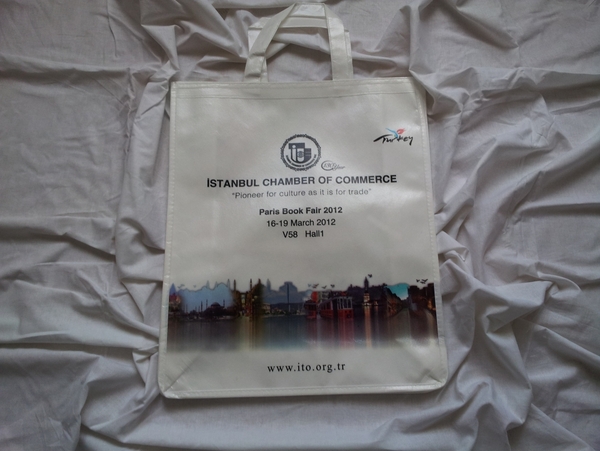 Turkey
İSTANBUL CHAMBER OF COMMERCE
"Pioneer for culture as it is for trade"
Paris Book Fair 2012
16-19 March 2012
V58 Hall1
www.ito.org.tr